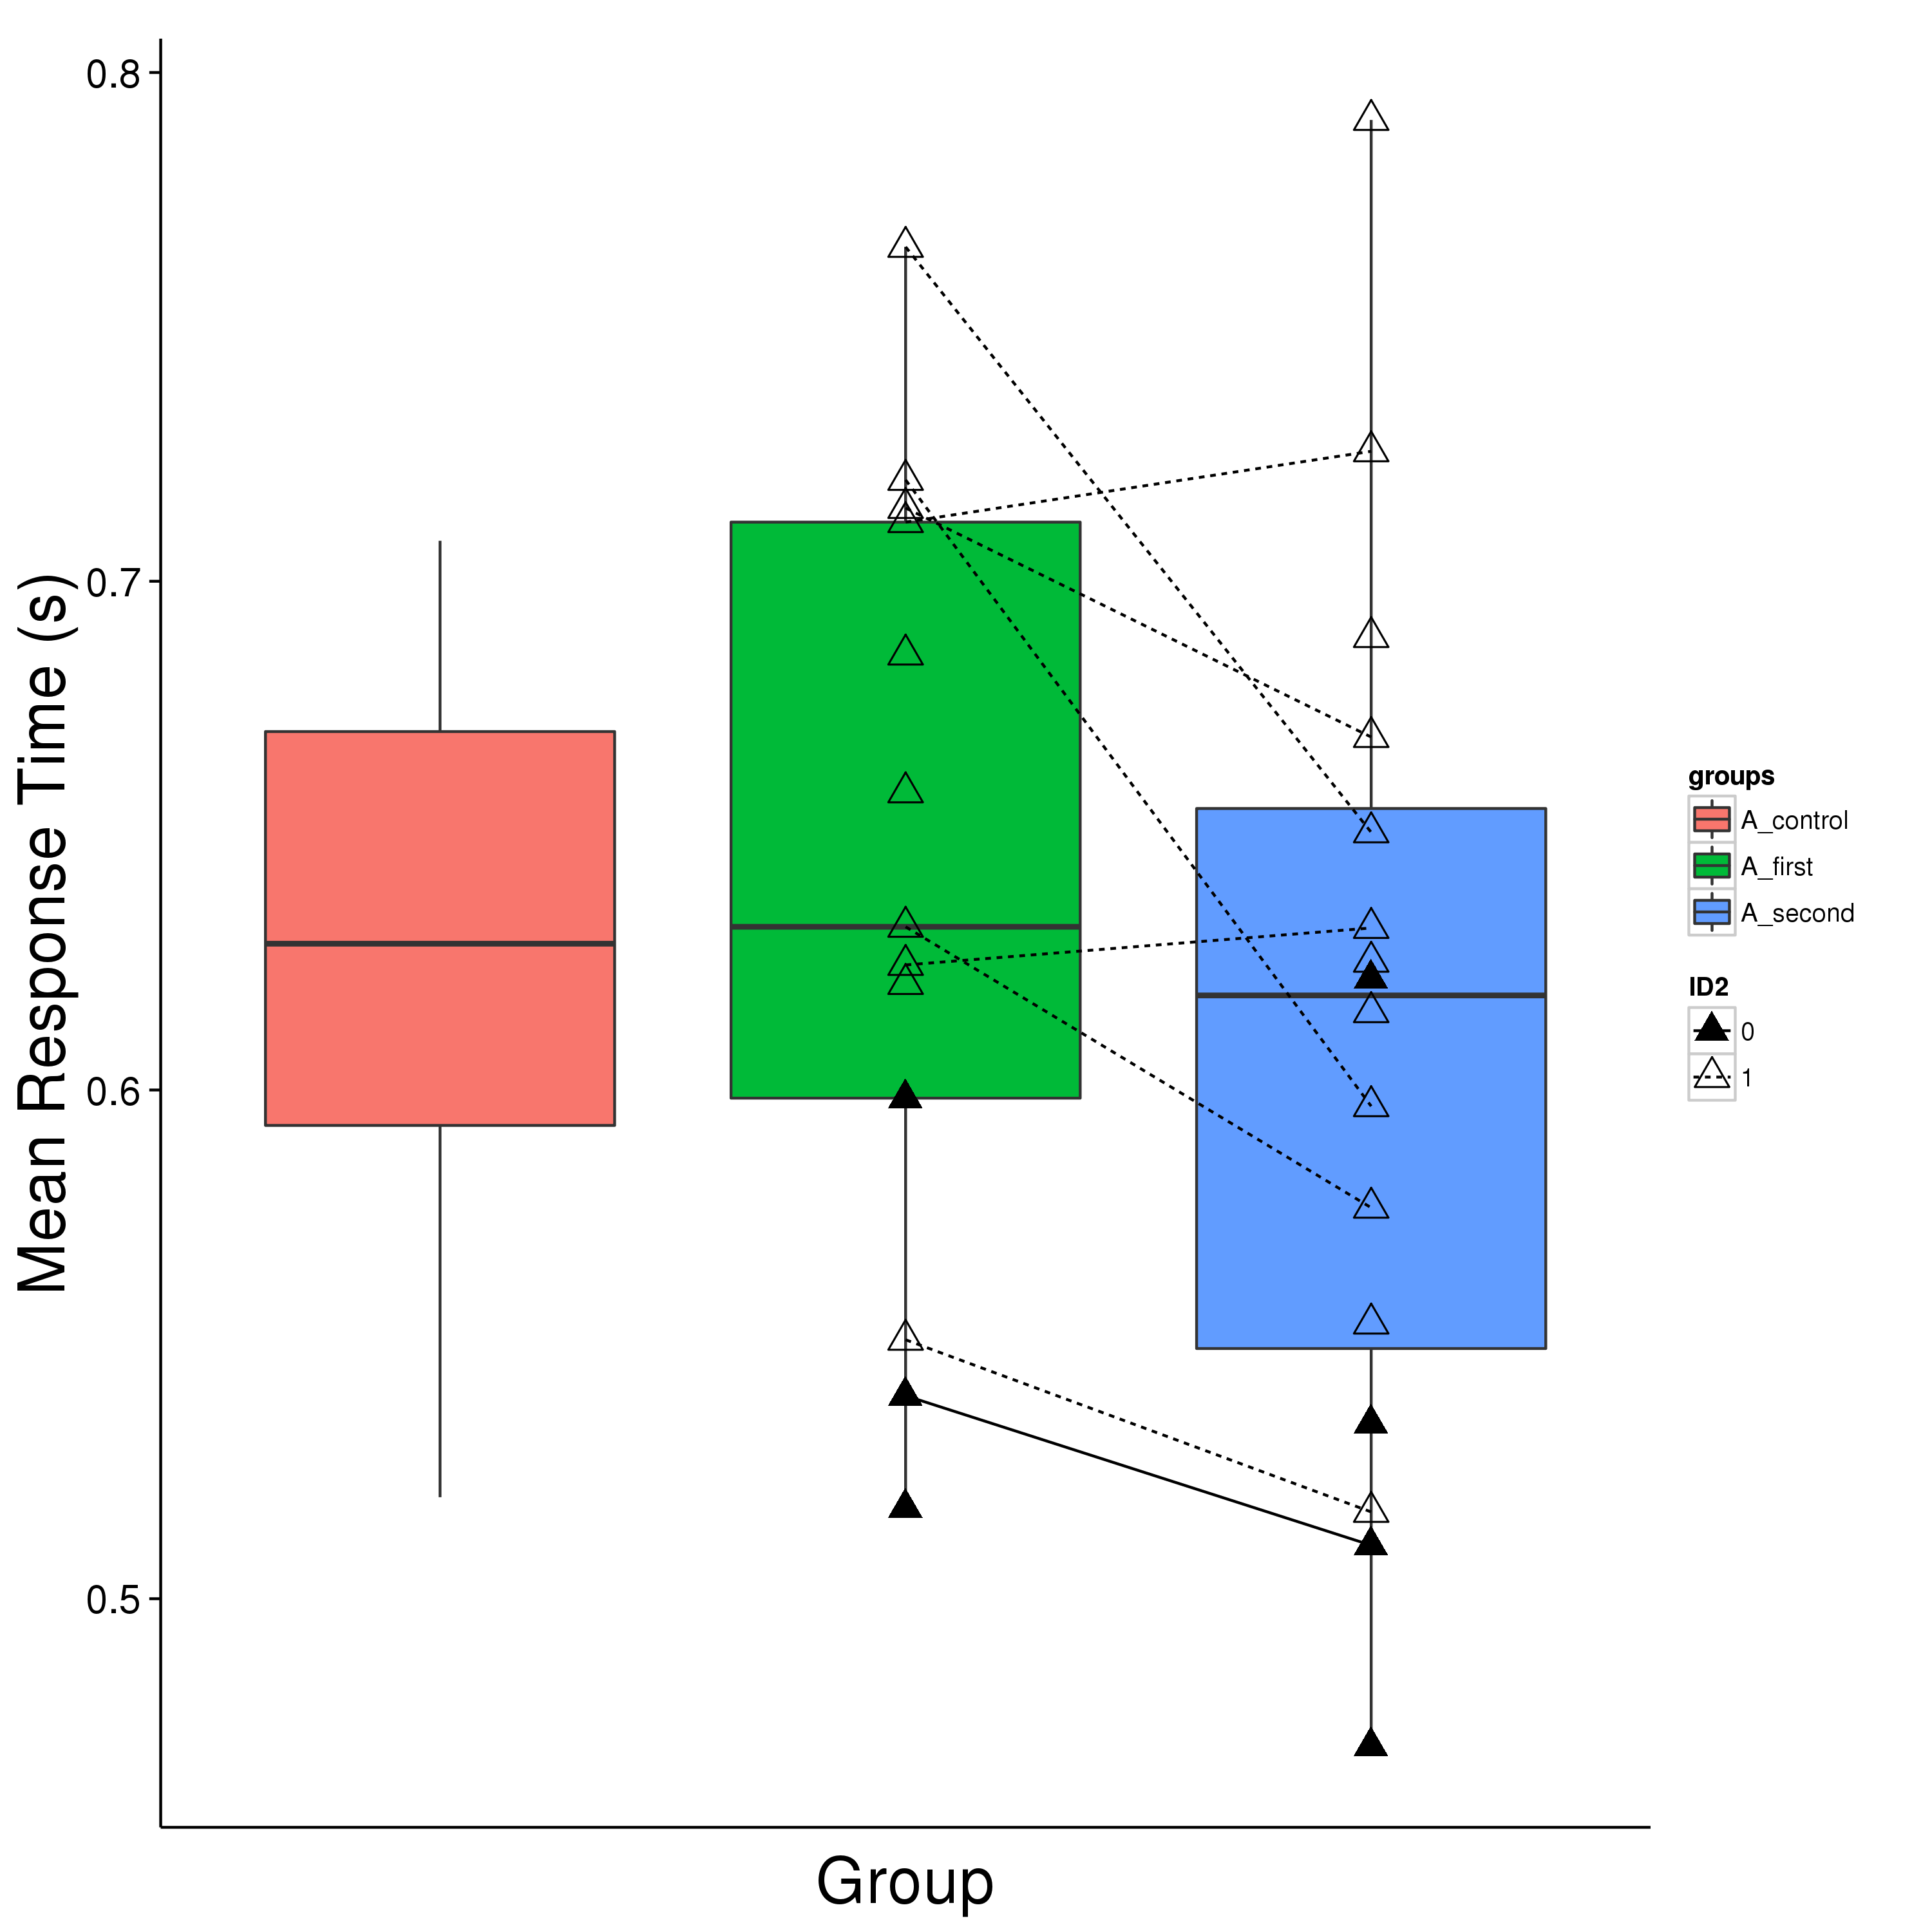 Mean Response Time (s)
0.8
0.7
0.6
0.5
Group
groups
A_control
A_first
A_second
ID2
0
1